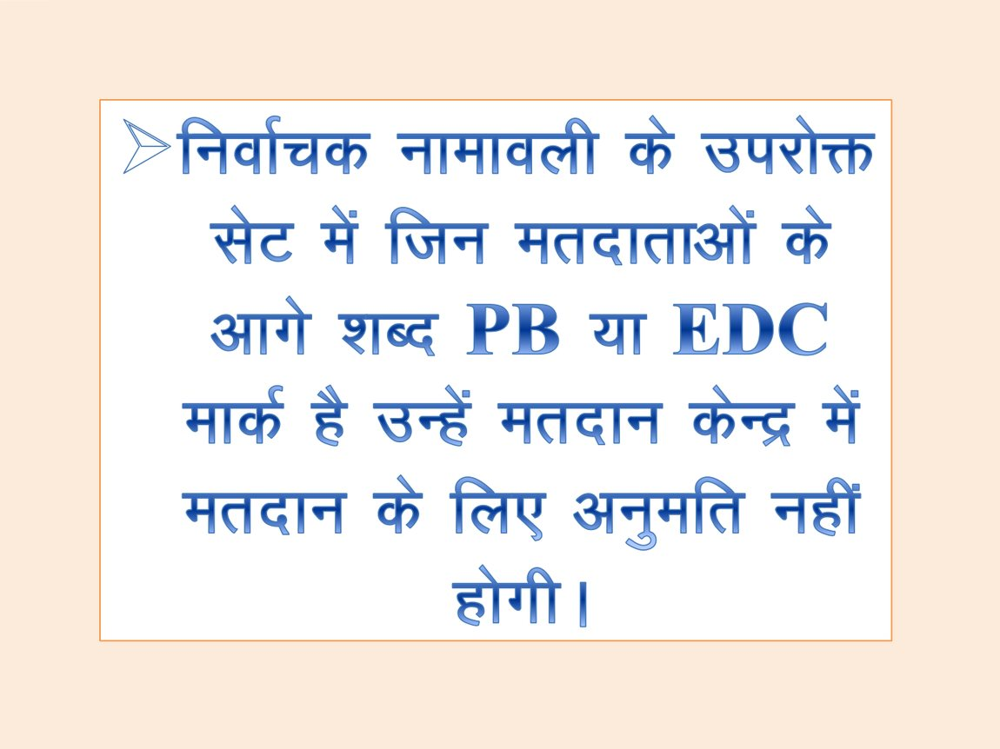 ➢निर्वाचक नामावली के उपरोक्त
सेट में जिन मतदाताओं के
आगे शब्द PB या EDC
मार्क है उन्हें मतदान केन्द्र में
मतदान के लिए अनुमति नहीं
होगी।